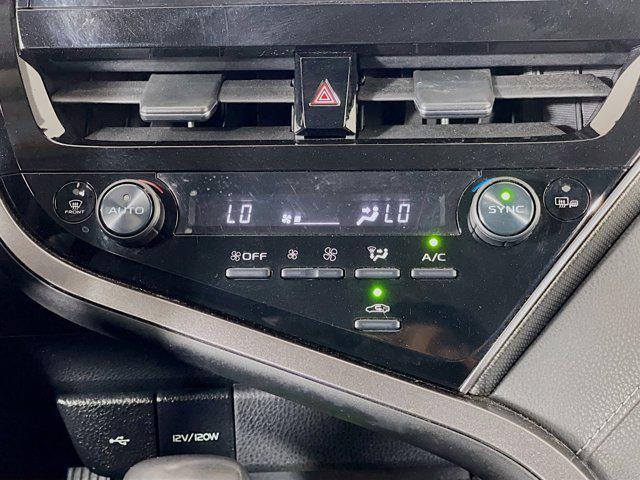 FRONT
AUTO
LO
LO
SYNC
OFF
A/C
12V/120W